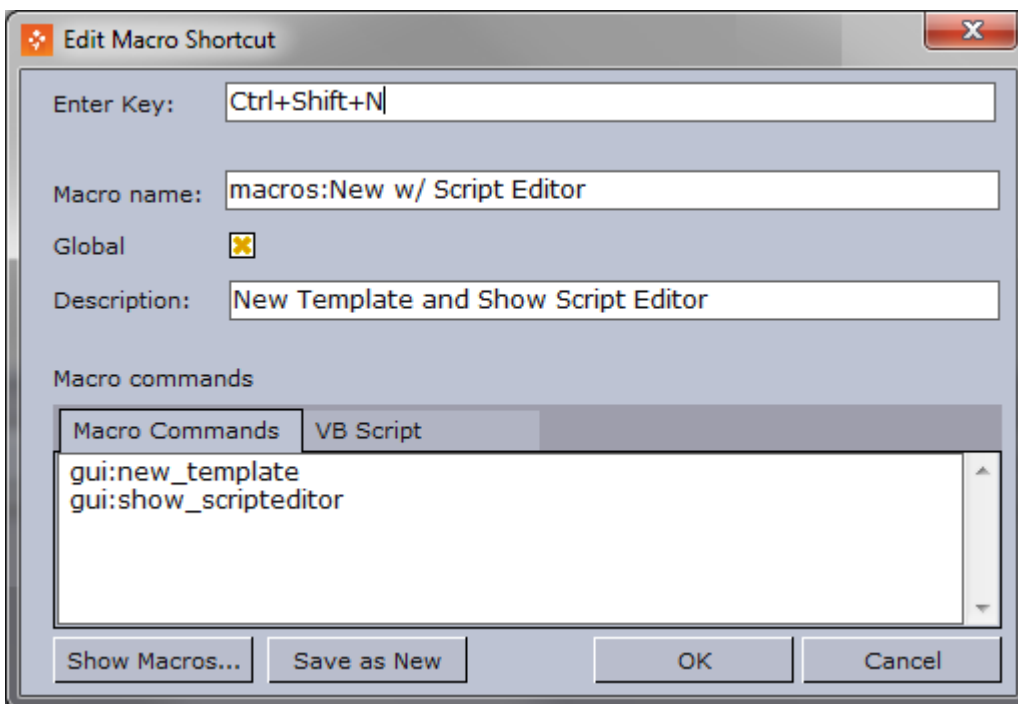 Edit Macro Shortcut
Enter Key: Ctrl+Shift+N
Macro name: macros:New w/ Script Editor
Global
Description: New Template and Show Script Editor
Macro commands
Macro Commands VB Script
gui:new_template
gui:show_scripteditor
Show Macros... Save as New OK Cancel